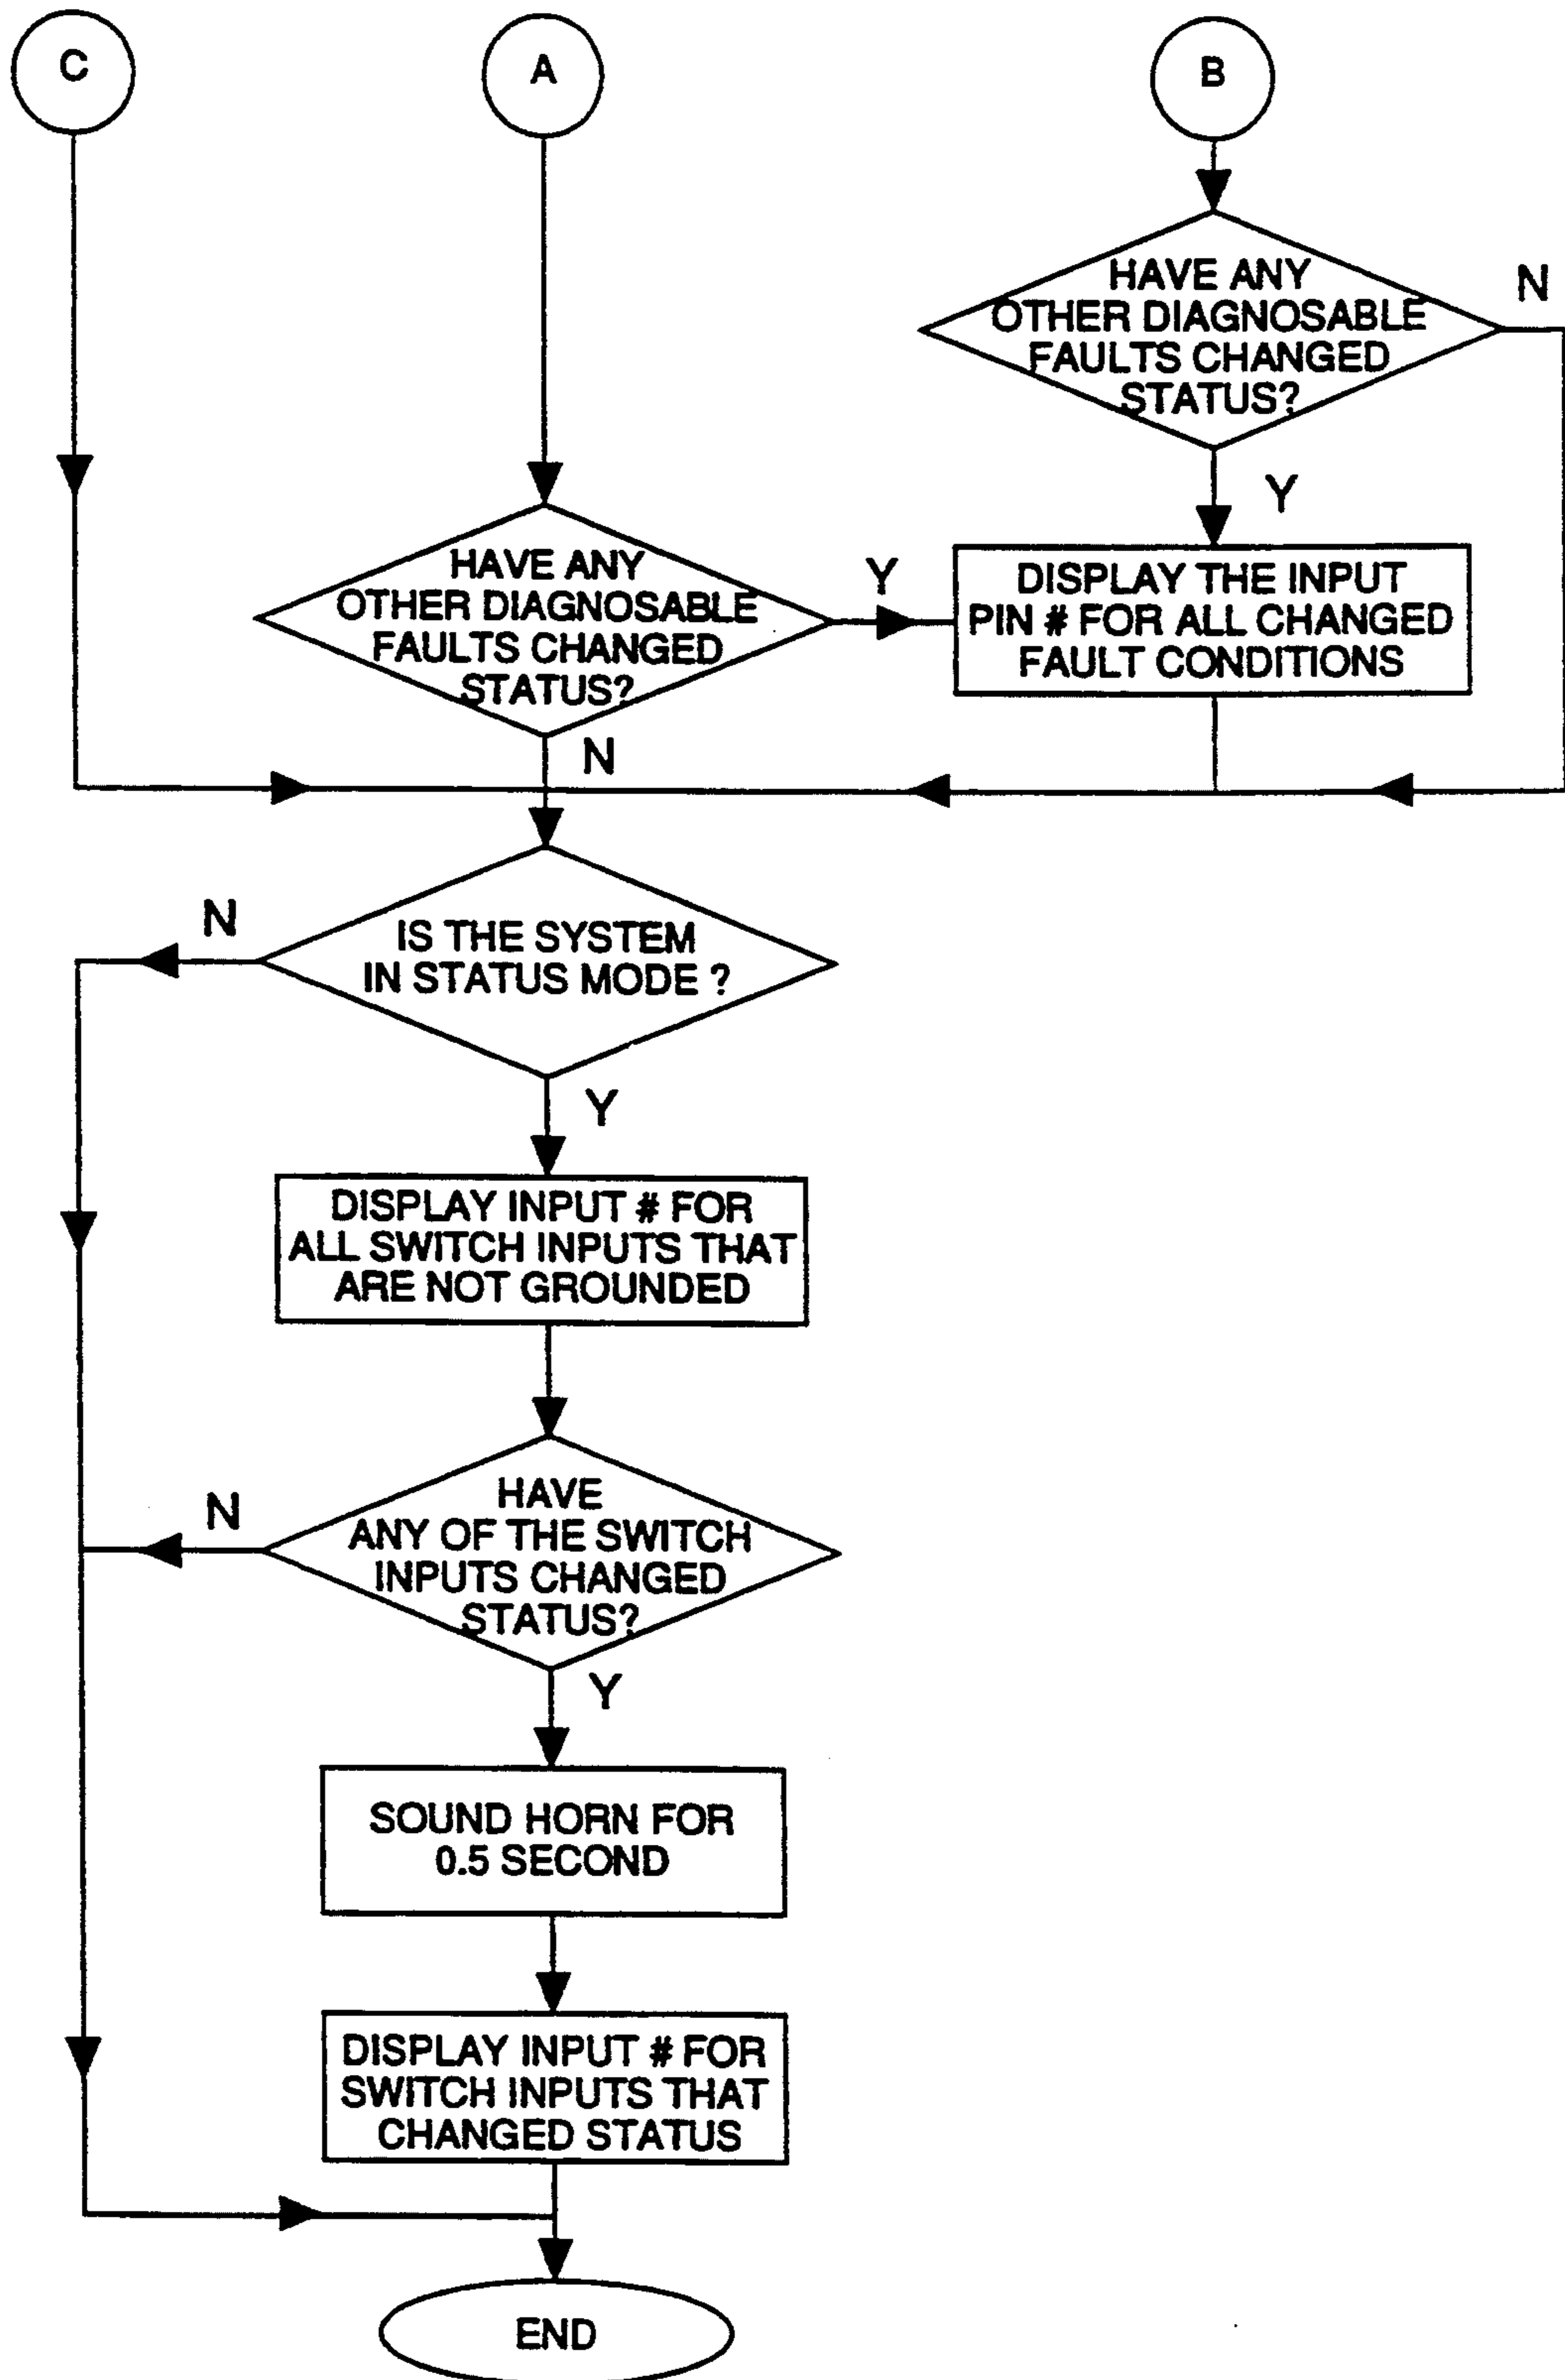 C
A
B
HAVE ANY
OTHER DIAGNOSABLE
FAULTS CHANGED
STATUS?
N
Y
HAVE ANY
OTHER DIAGNOSABLE
FAULTS CHANGED
STATUS?
Y
DISPLAY THE INPUT
PIN # FOR ALL CHANGED
FAULT CONDITIONS
N
IS THE SYSTEM
IN STATUS MODE ?
N
Y
DISPLAY INPUT # FOR
ALL SWITCH INPUTS THAT
ARE NOT GROUNDED
HAVE
ANY OF THE SWITCH
INPUTS CHANGED
STATUS?
N
Y
SOUND HORN FOR
0.5 SECOND
DISPLAY INPUT # FOR
SWITCH INPUTS THAT
CHANGED STATUS
END